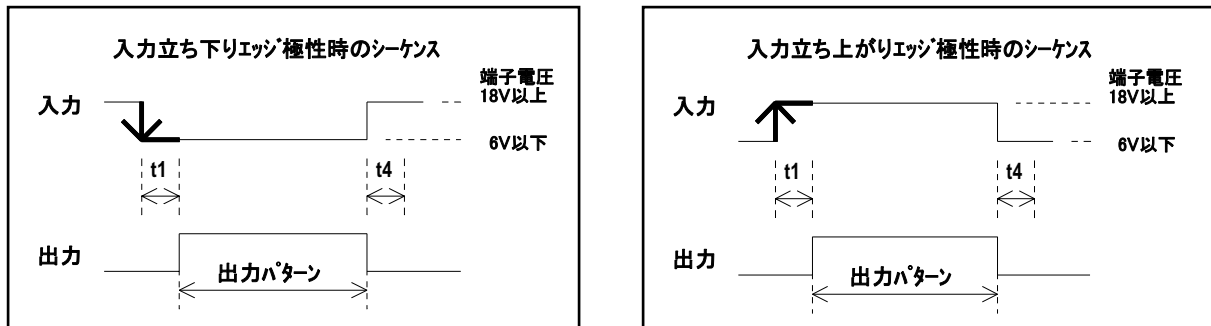 入力立ち下りｴｯｼﾞ極性時のシーケンス
入力
端子電圧
18V以上
6V以下
t1
t4
出力
出力ﾊﾟﾀｰﾝ
入力立ち上がりｴｯｼﾞ極性時のシーケンス
入力
端子電圧
18V以上
6V以下
t1
t4
出力
出力ﾊﾟﾀｰﾝ